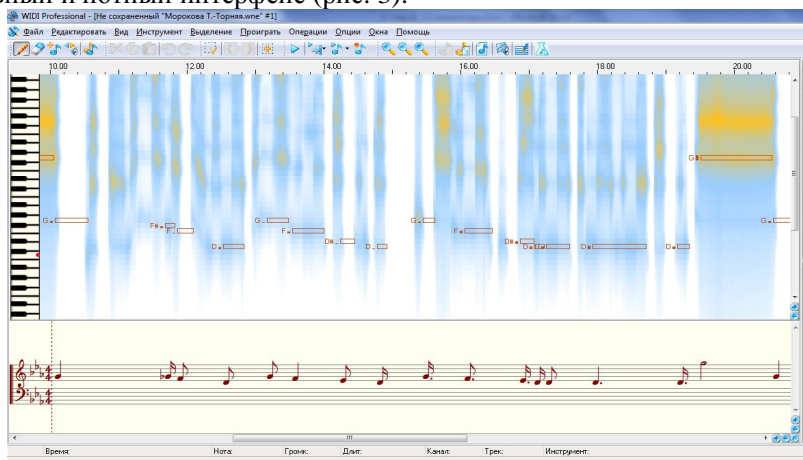 ный и нотный интерфейс (рис. 3).
WIDI Professional - [Не сохраненный "Морокова Т.-Торняя.wne" #1]
Файл Редактировать Вид Инструмент Выделение Проиграть Операции Опции Окна Помощь
10.00 12.00 14.00 16.00 18.00 20.00
G
G G G G
F# F F F
D# D#
D D D D D D
Время: Нота: Громк: Длит: Канал: Трек: Инструмент: